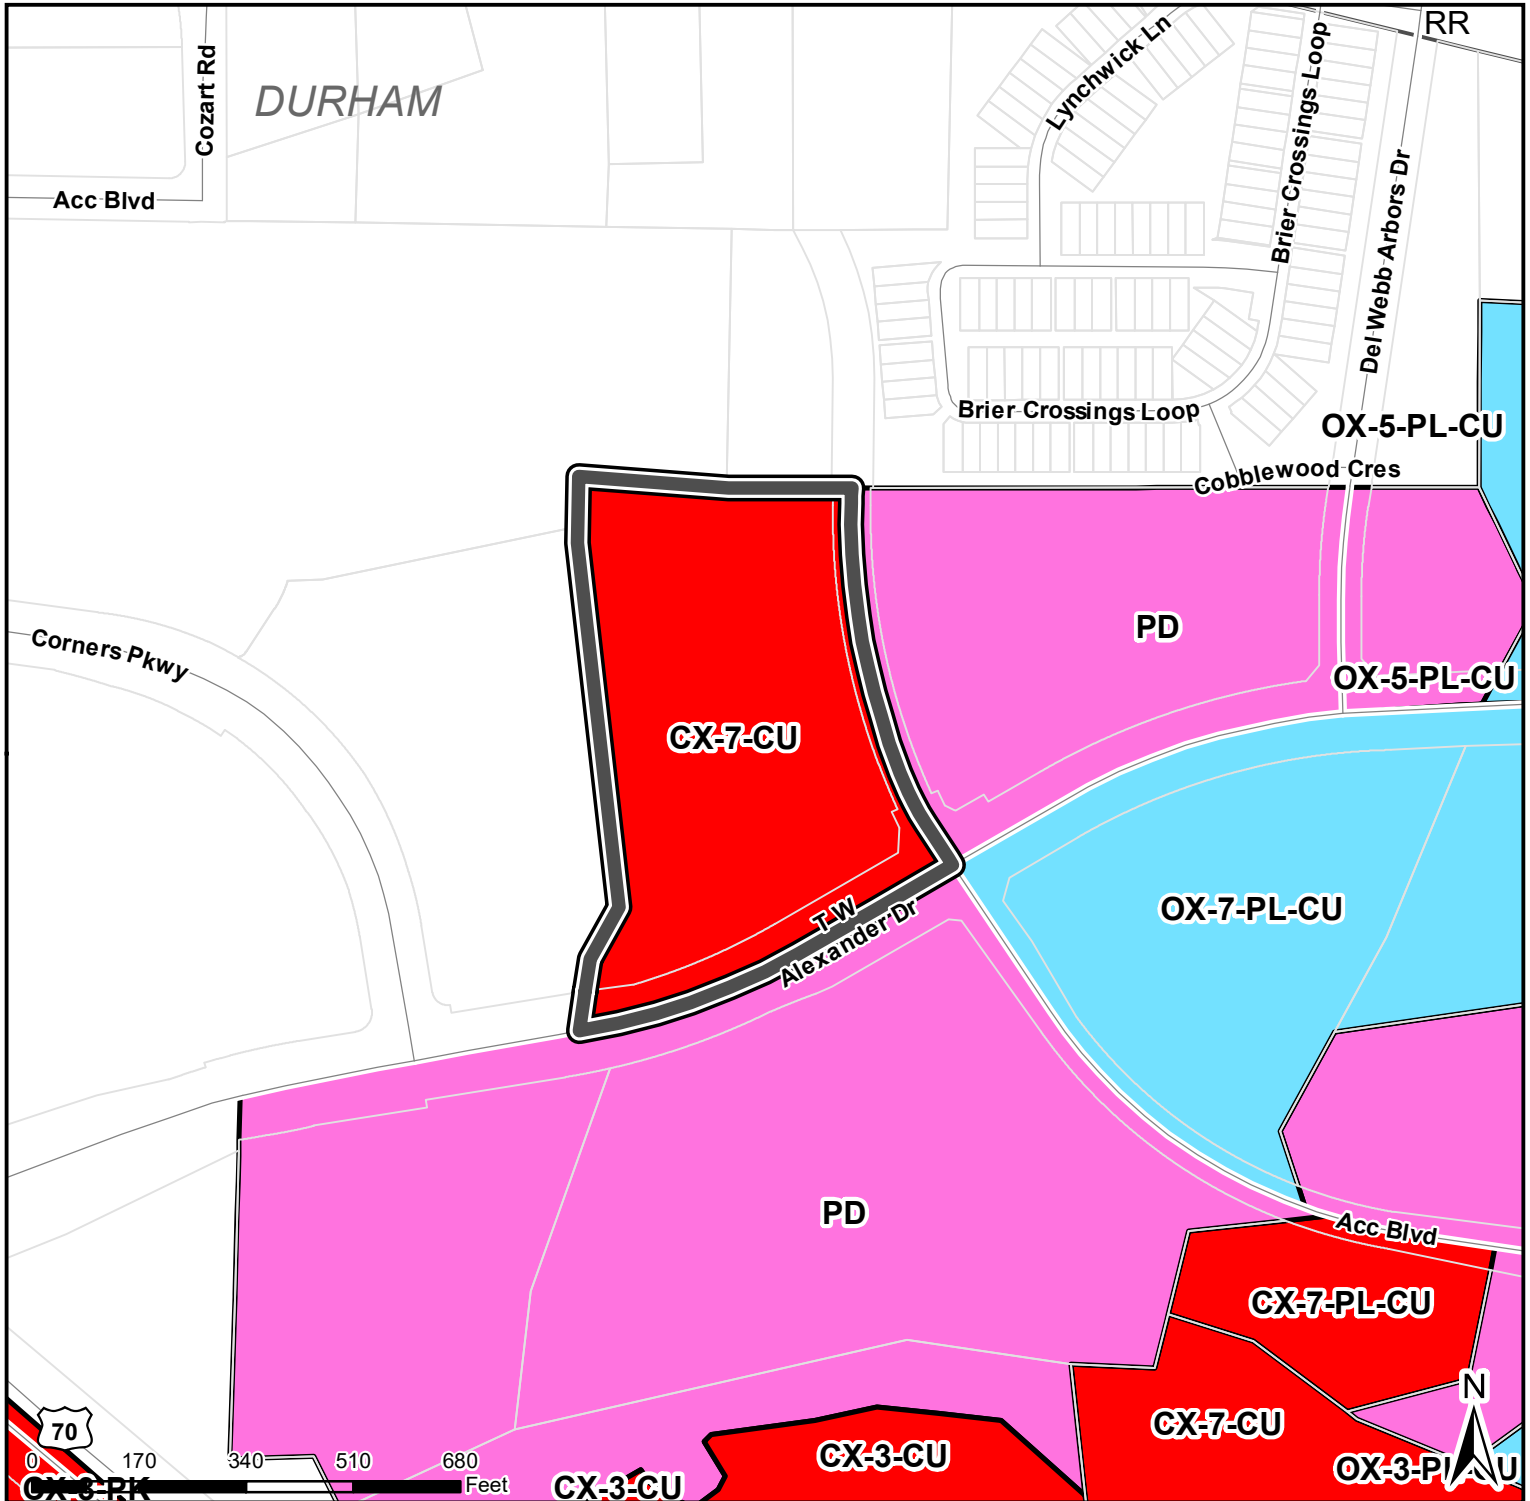 RR
Cozart Rd
DURHAM
Lynchwick Ln
Brier Crossings Loop
Acc Blvd
Del Webb Arbors Dr
Brier Crossings Loop
OX-5-PL-CU
Cobblewood Cres
Corners Pkwy
PD
OX-5-PL-CU
CX-7-CU
OX-7-PL-CU
T-W
Alexander Dr
PD
Acc Blvd
CX-7-PL-CU
N
CX-7-CU
70
CX-3-CU
0 170 340 510 680
Feet
CX-3-PK
CX-3-CU